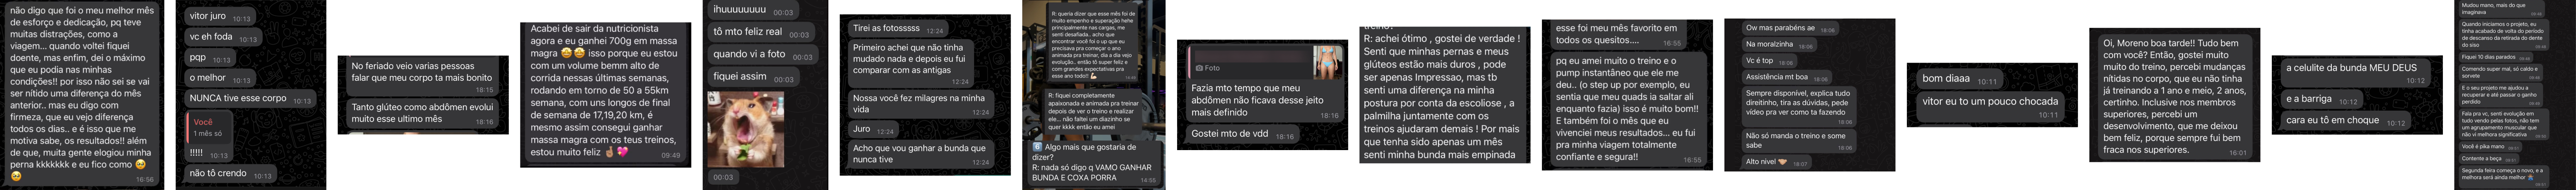 não digo que foi o meu melhor mês
de esforço e dedicação, pq teve
muitas distrações, como a
viagem... quando voltei fiquei
doente, mas enfim, dei o máximo
que eu podia nas minhas
condições!! por isso não sei se vai
ser nítido uma diferença do mês
anterior.. mas eu digo com
firmeza, que eu vejo diferença
todos os dias.. e é isso que me
motiva sabe, os resultados!! além
de que, muita gente elogiou minha
perna kkkkkkk e eu fico como 🥹
🥹
16:56
vitor juro 10:13
vc eh foda 10:13
pqp 10:13
o melhor 10:13
NUNCA tive esse corpo 10:13
Você
1 mês só
!!!!! 10:13
não tô crendo 10:13
No feriado veio varias pessoas
falar que meu corpo ta mais bonito
18:15
Tanto glúteo como abdômen evolui
muito esse ultimo mês 18:16
Acabei de sair da nutricionista
agora e eu ganhei 700g em massa
magra 🤩🤩 isso porque eu estou
com um volume bemm alto de
corrida nessas últimas semanas,
rodando em torno de 50 a 55km
semana, com uns longos de final
de semana de 17,19,20 km, é
mesmo assim consegui ganhar
massa magra com os teus treinos,
estou muito feliz 🤞🏽💖
09:49
ihuuuuuuuu 00:03
tô mto feliz real 00:03
quando vi a foto 00:03
fiquei assim 00:03
00:03
Tirei as fotosssss 12:24
Primeiro achei que não tinha
mudado nada e depois eu fui
comparar com as antigas
12:24
Nossa você fez milagres na minha
vida 12:24
Juro 12:24
Acho que vou ganhar a bunda que
nunca tive 12:24
R: queria dizer que esse mês foi de
muito empenho e superação hehe
principalmente nas cargas, me
senti desafiada.. acho que
encontrar você foi o up que eu
precisava pra começar o ano
animada pra treinar, dia a dia veio
evolução.. então tô super feliz e
com grandes expectativas pra
esse ano todo!! 💪🏻
R: fiquei completamente
apaixonada e animada pra treinar
depois de ver o treino e realizar
ele... não faltei um diazinho se
quer kkkk então eu amei
6️⃣ Algo mais que gostaria de
dizer?
R: nada só digo q VAMO GANHAR
BUNDA E COXA PORRA
14:55
Foto
Fazia mto tempo que meu
abdômen não ficava desse jeito
mais definido 18:16
Gostei mto de vdd 18:16
treino?
R: achei ótimo , gostei de verdade !
Senti que minhas pernas e meus
glúteos estão mais duros , pode
ser apenas Impressao, mas tb
senti uma diferença na minha
postura por conta da escoliose , a
palmilha juntamente com os
treinos ajudaram demais ! Por mais
que tenha sido apenas um mês
senti minha bunda mais empinada
esse foi meu mês favorito em
todos os quesitos.... 16:55
pq eu amei muito o treino e o
pump instantâneo que ele me
deu.. (o step up por exemplo, eu
sentia que meu quads ia saltar ali
enquanto fazia) isso é muito bom!!
E também foi o mês que eu
vivenciei meus resultados... eu fui
pra minha viagem totalmente
confiante e segura!!
16:55
Ow mas parabéns ae 18:06
Na moralzinha 18:06
Vc é top 18:06
Assistência mt boa 18:06
Sempre disponível, explica tudo
direitinho, tira as dúvidas, pede
vídeo pra ver como ta fazendo
18:06
Não só manda o treino e some
sabe 18:06
Alto nivel 🤝🏼 18:07
bom diaaa 10:11
vitor eu to um pouco chocada
10:11
Oi, Moreno boa tarde!! Tudo bem
com você? Então, gostei muito
muito do treino, percebi mudanças
nítidas no corpo, que eu não tinha
já treinando a 1 ano e meio, 2 anos,
certinho. Inclusive nos membros
superiores, percebi um
desenvolvimento, que me deixou
bem feliz, porque sempre fui bem
fraca nos superiores.
16:01
a celulite da bunda MEU DEUS
10:12
e a barriga 10:12
cara eu tô em choque 10:12
Mudou mano, mais do que
imaginava
Quando iniciamos o projeto, eu
tinha acabado de volta do período
de descanso da retirada do dente
do siso
Fiquei 10 dias parados
Comendo super mal, só caldo e
sorvete
E o seu projeto me ajudou a
recuperar e até passar o ganho
perdido
Fala pra vc, senti evolução em
tudo vendo pelas fotos, não tem
um agrupamento muscular que
não vi melhora significativa
Você é pika mano
Contente a beça
Segunda feira começa o novo, e a
melhora será ainda melhor